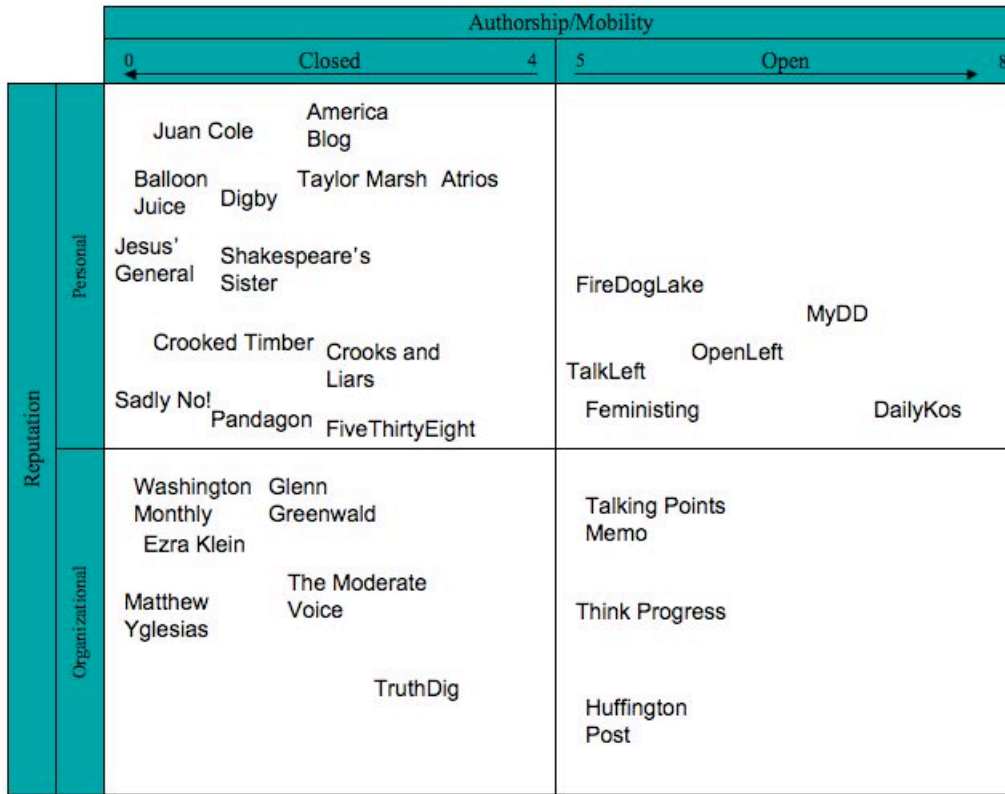 Authorship/Mobility
0 Closed 4 5 Open 8
Reputation
Personal
America
Juan Cole Blog
Balloon Taylor Marsh Atrios
Juice Digby
Jesus' Shakespeare's
General Sister
FireDogLake
MyDD
Crooked Timber Crooks and OpenLeft
Liars TalkLeft
Sadly No! Pandagon FiveThirtyEight Feministing DailyKos
Organizational
Washington Glenn
Monthly Greenwald
Ezra Klein
Talking Points
Memo
Matthew The Moderate
Yglesias Voice
Think Progress
TruthDig
Huffington
Post